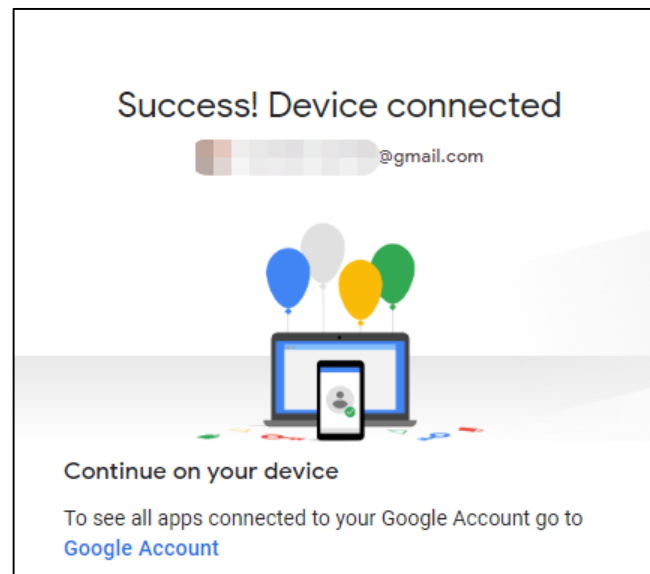 Success! Device connected
@gmail.com
Continue on your device
To see all apps connected to your Google Account go to
Google Account